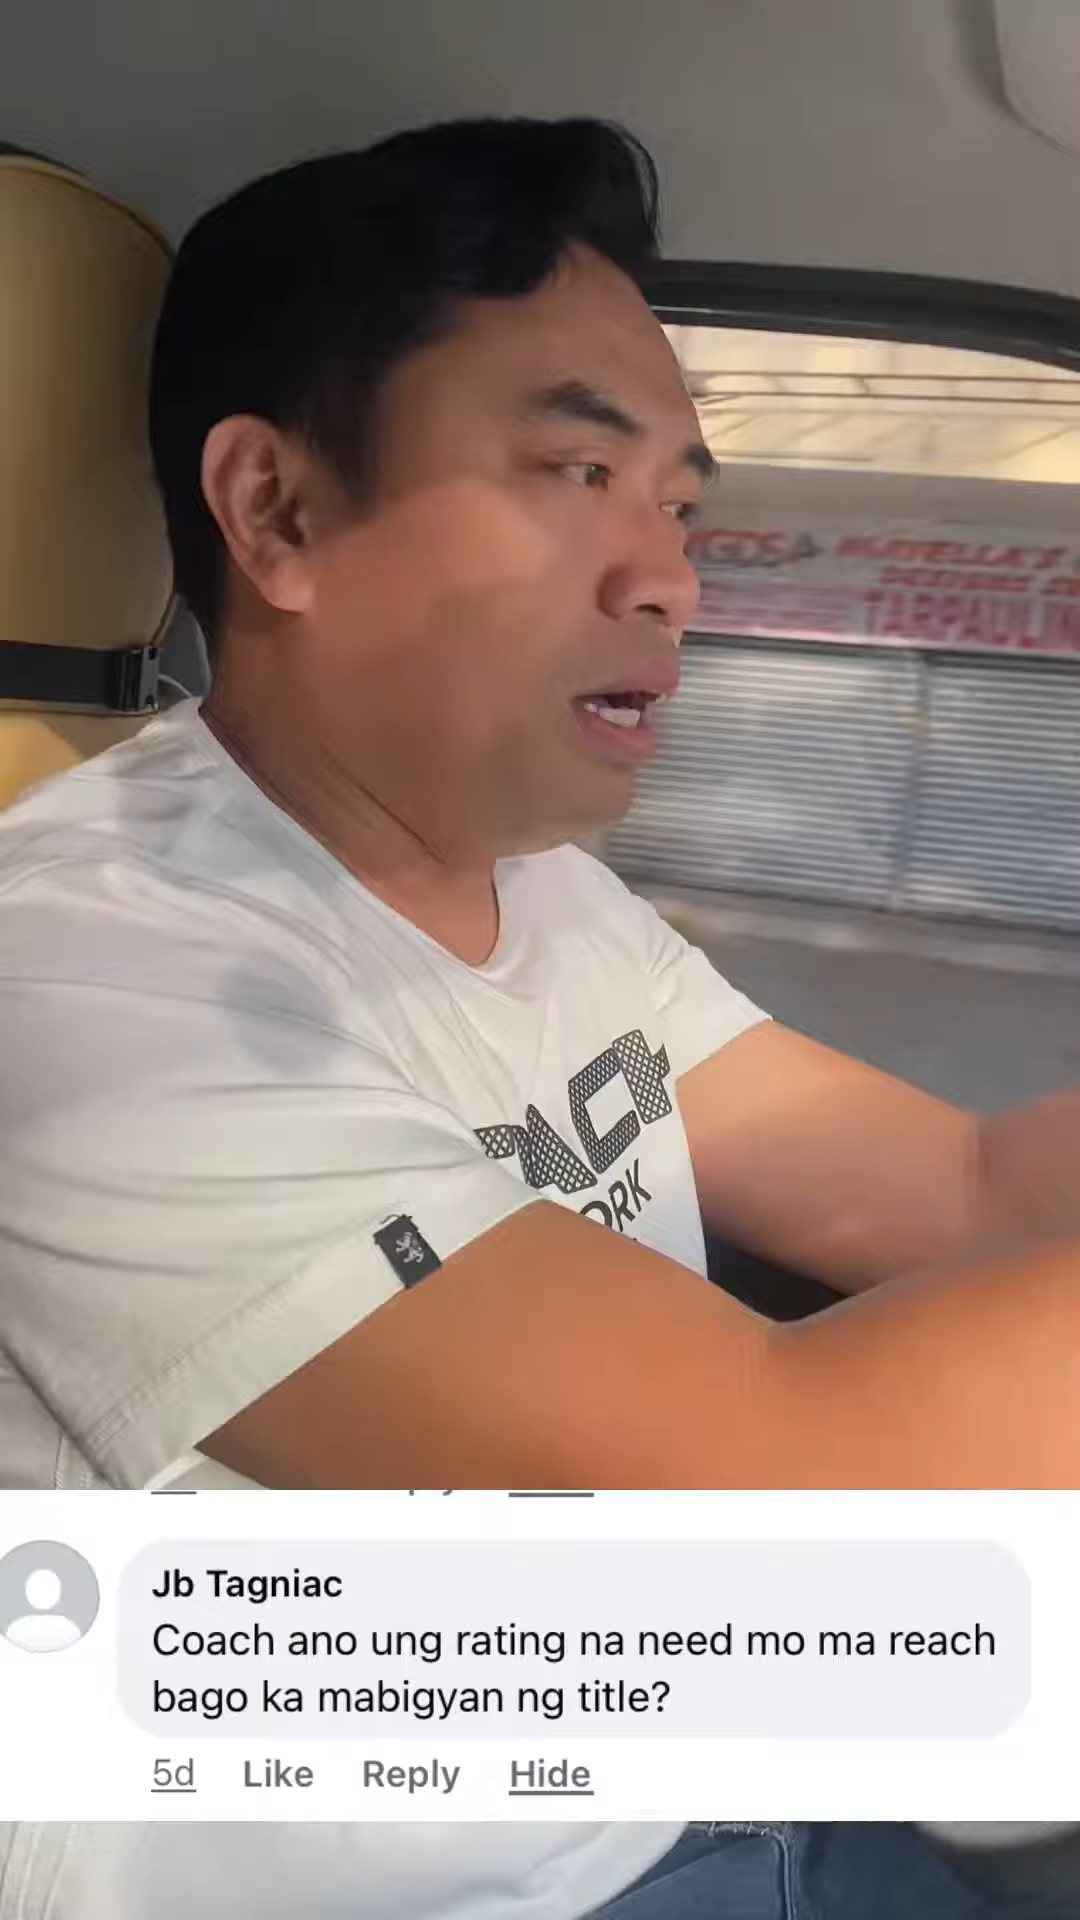 TARPAULIN
ORK
Jb Tagniac
Coach ano ung rating na need mo ma reach
bago ka mabigyan ng title?
5d Like Reply Hide